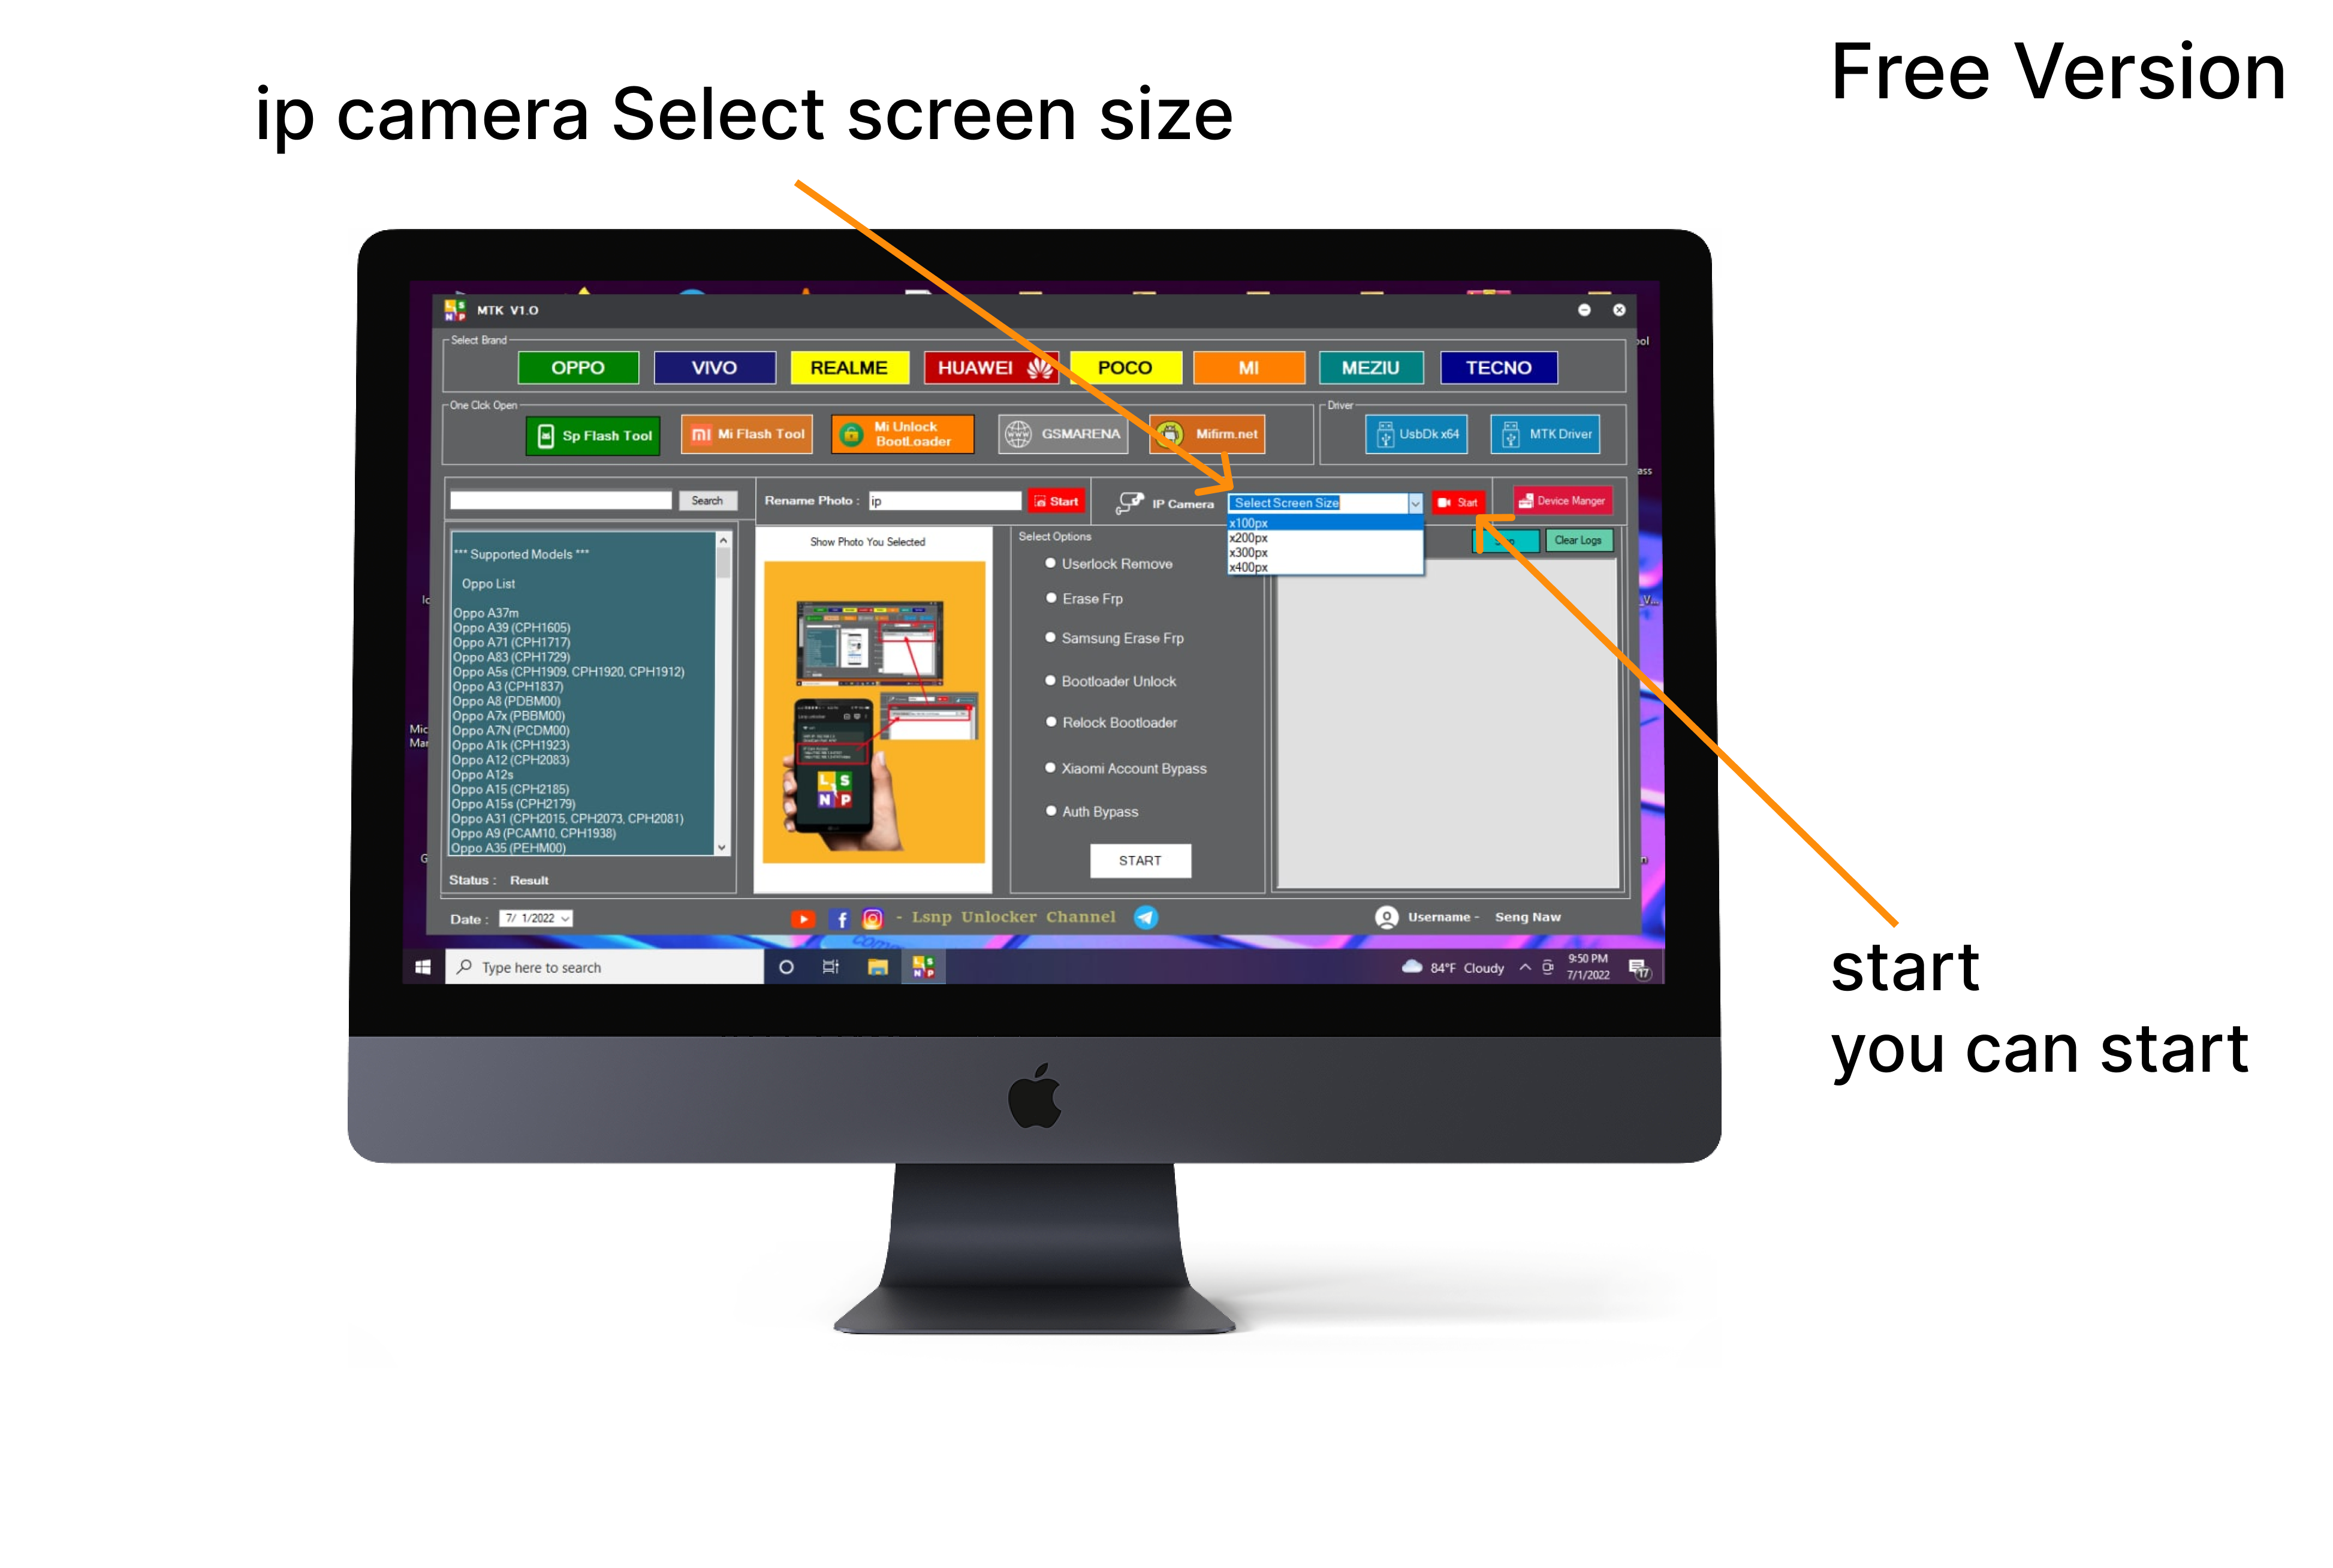 Free Version
ip camera Select screen size
MTK V1.O
Select Brand
OPPO
VIVO
REALME
HUAWEI
POCO
MI
MEZIU
TECNO
One Clck Open
Sp Flash Tool
Mi Flash Tool
Mi Unlock
BootLoader
GSMARENA
Mifirm.net
Driver
UsbDk x64
MTK Driver
Search
Rename Photo : ip
Start
IP Camera
Select Screen Size
x100px
x200px
x300px
x400px
Start
Device Manger
Clear Logs
*** Supported Models ***
Oppo List
Oppo A37m
Oppo A39 (CPH1605)
Oppo A71 (CPH1717)
Oppo A83 (CPH1729)
Oppo A5s (CPH1909, CPH1920, CPH1912)
Oppo A3 (CPH1837)
Oppo A8 (PDBM00)
Oppo A7x (PBBM00)
Oppo A7N (PCDM00)
Oppo A1k (CPH1923)
Oppo A12 (CPH2083)
Oppo A12s
Oppo A15 (CPH2185)
Oppo A15s (CPH2179)
Oppo A31 (CPH2015, CPH2073, CPH2081)
Oppo A9 (PCAM10, CPH1938)
Oppo A35 (PEHM00)
Status : Result
Show Photo You Selected
L S
N P
Select Options
Userlock Remove
Erase Frp
Samsung Erase Frp
Bootloader Unlock
Relock Bootloader
Xiaomi Account Bypass
Auth Bypass
START
Date : 7/ 1/2022
- Lsnp Unlocker Channel
Username - Seng Naw
Type here to search
84°F Cloudy
9:50 PM
7/1/2022
17
start
you can start